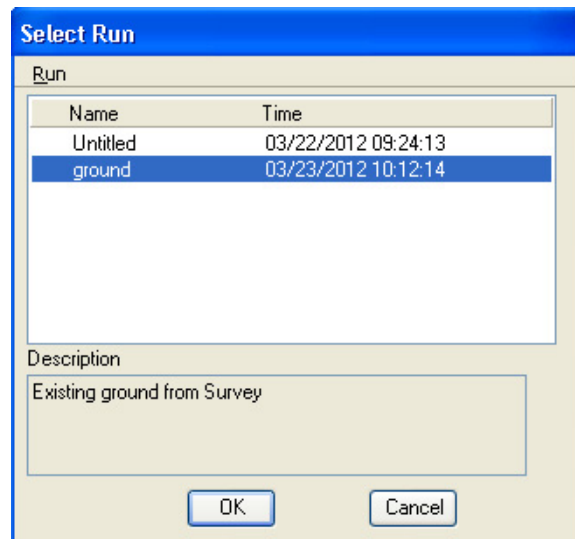 Select Run
Run
Name Time
Untitled 03/22/2012 09:24:13
ground 03/23/2012 10:12:14
Description
Existing ground from Survey
OK Cancel